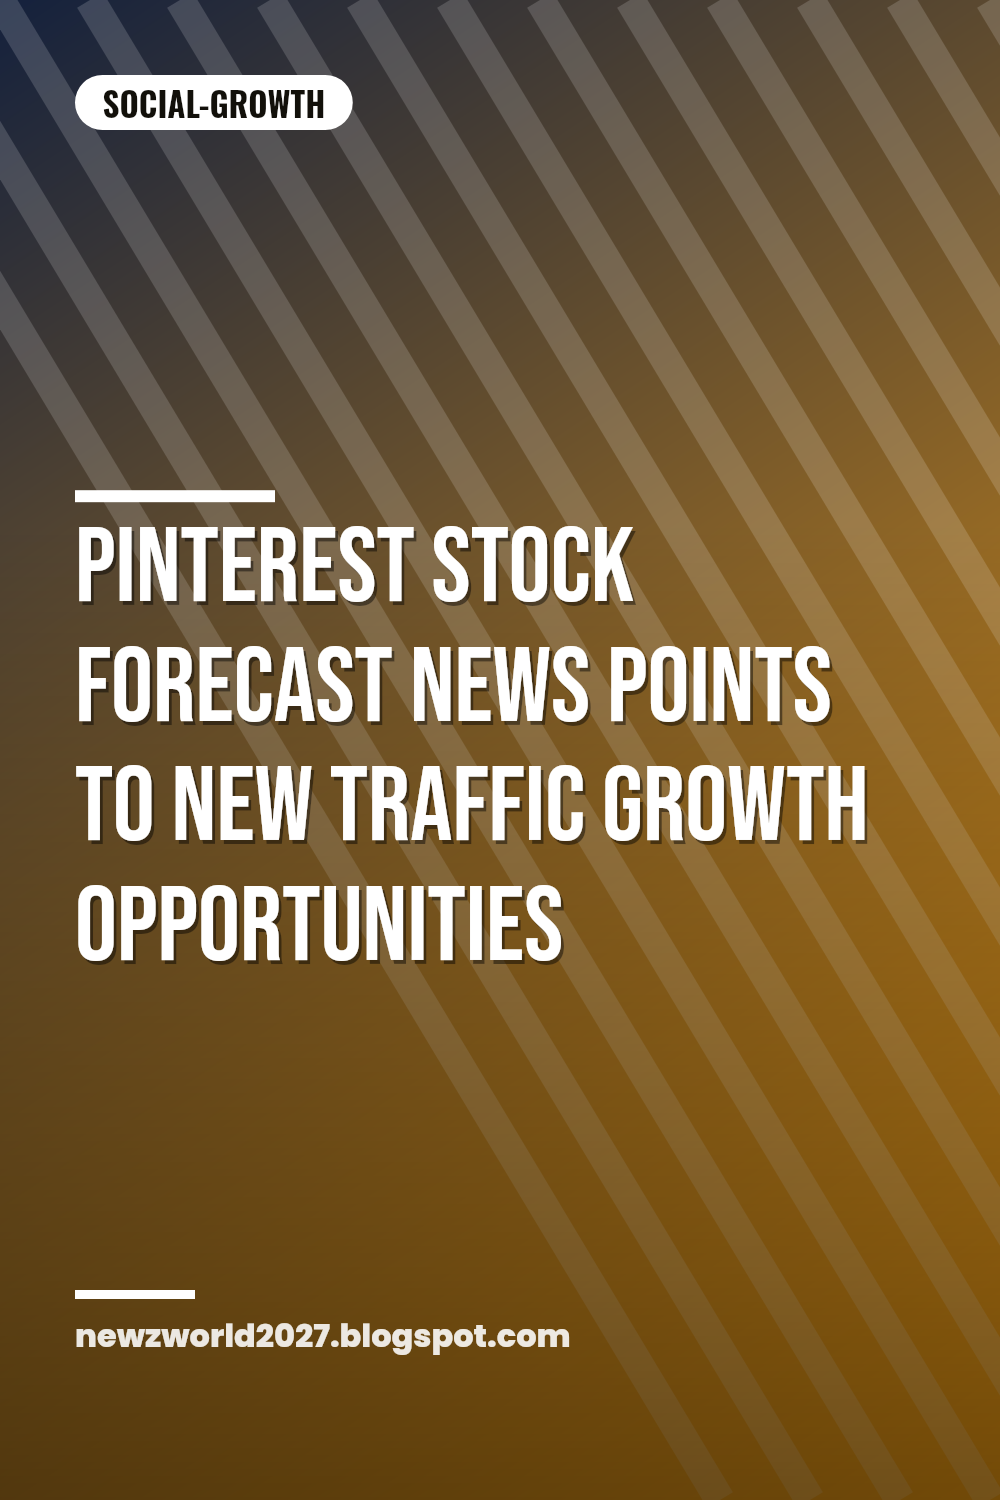 SOCIAL-GROWTH
PINTEREST STOCK
FORECAST NEWS POINTS
TO NEW TRAFFIC GROWTH
OPPORTUNITIES
newzworld2027.blogspot.com